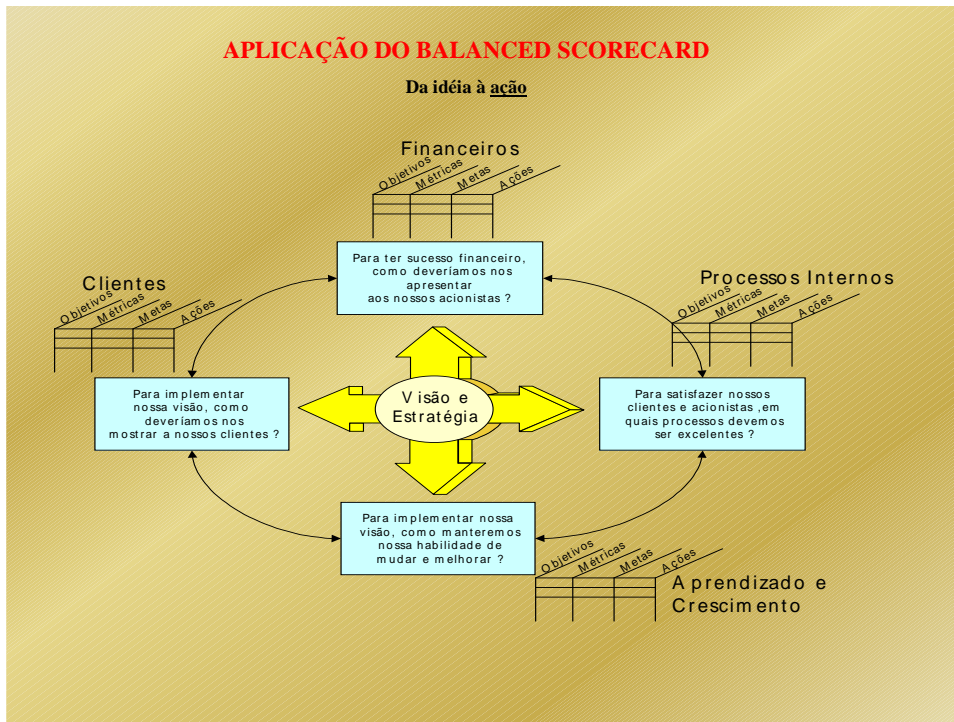 APLICAÇÃO DO BALANCED SCORECARD
Da idéia à ação
Financeiros
Objetivos
Métricas
Metas
Ações
Para ter sucesso financeiro,
como deveríamos nos
apresentar
aos nossos acionistas ?
Clientes
Objetivos
Métricas
Metas
Ações
Para implementar
nossa visão, como
deveríamos nos
mostrar a nossos clientes ?
Visão e
Estratégia
Processos Internos
Objetivos
Métricas
Metas
Ações
Para satisfazer nossos
clientes e acionistas ,em
quais processos devemos
ser excelentes ?
Para implementar nossa
visão, como manteremos
nossa habilidade de
mudar e melhorar ?
Objetivos
Métricas
Metas
Ações
Aprendizado e
Crescimento